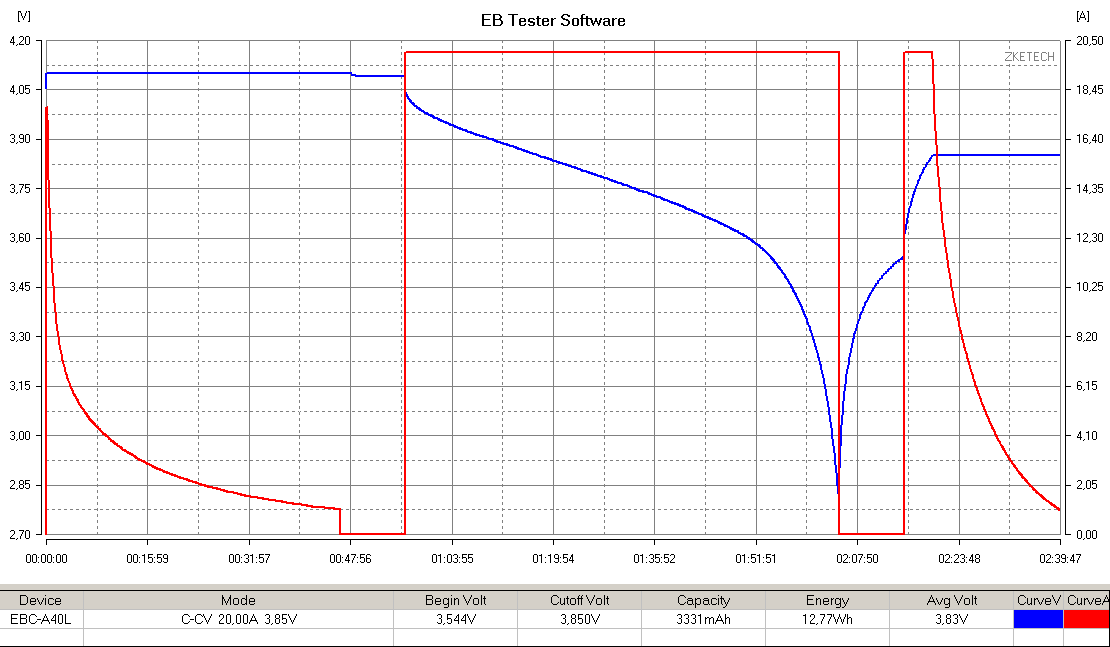 [V] EB Tester Software [A]
4,20 20,50
ZKETECH
4,05 18,45
3,90 16,40
3,75 14,35
3,60 12,30
3,45 10,25
3,30 8,20
3,15 6,15
3,00 4,10
2,85 2,05
2,70 0,00
00:00:00 00:15:59 00:31:57 00:47:56 01:03:55 01:19:54 01:35:52 01:51:51 02:07:50 02:23:48 02:39:47
Device Mode Begin Volt Cutoff Volt Capacity Energy Avg Volt CurveV CurveA
EBC-A40L C-CV 20,00A 3,85V 3,544V 3,850V 3331mAh 12,77Wh 3,83V